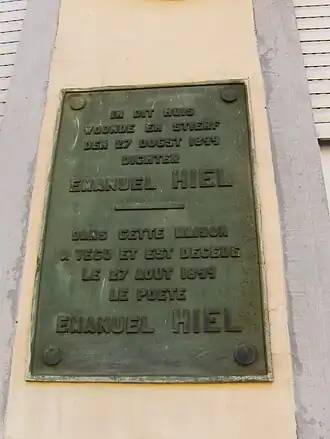 IN DIT HUIS
WOONDE EN STIERF
DEN 27 OOGST 1899
DICHTER
EMANUEL HIEL
DANS CETTE MAISON
A VECU ET EST DECEDE
LE 27 AOUT 1899
LE POETE
EMANUEL HIEL